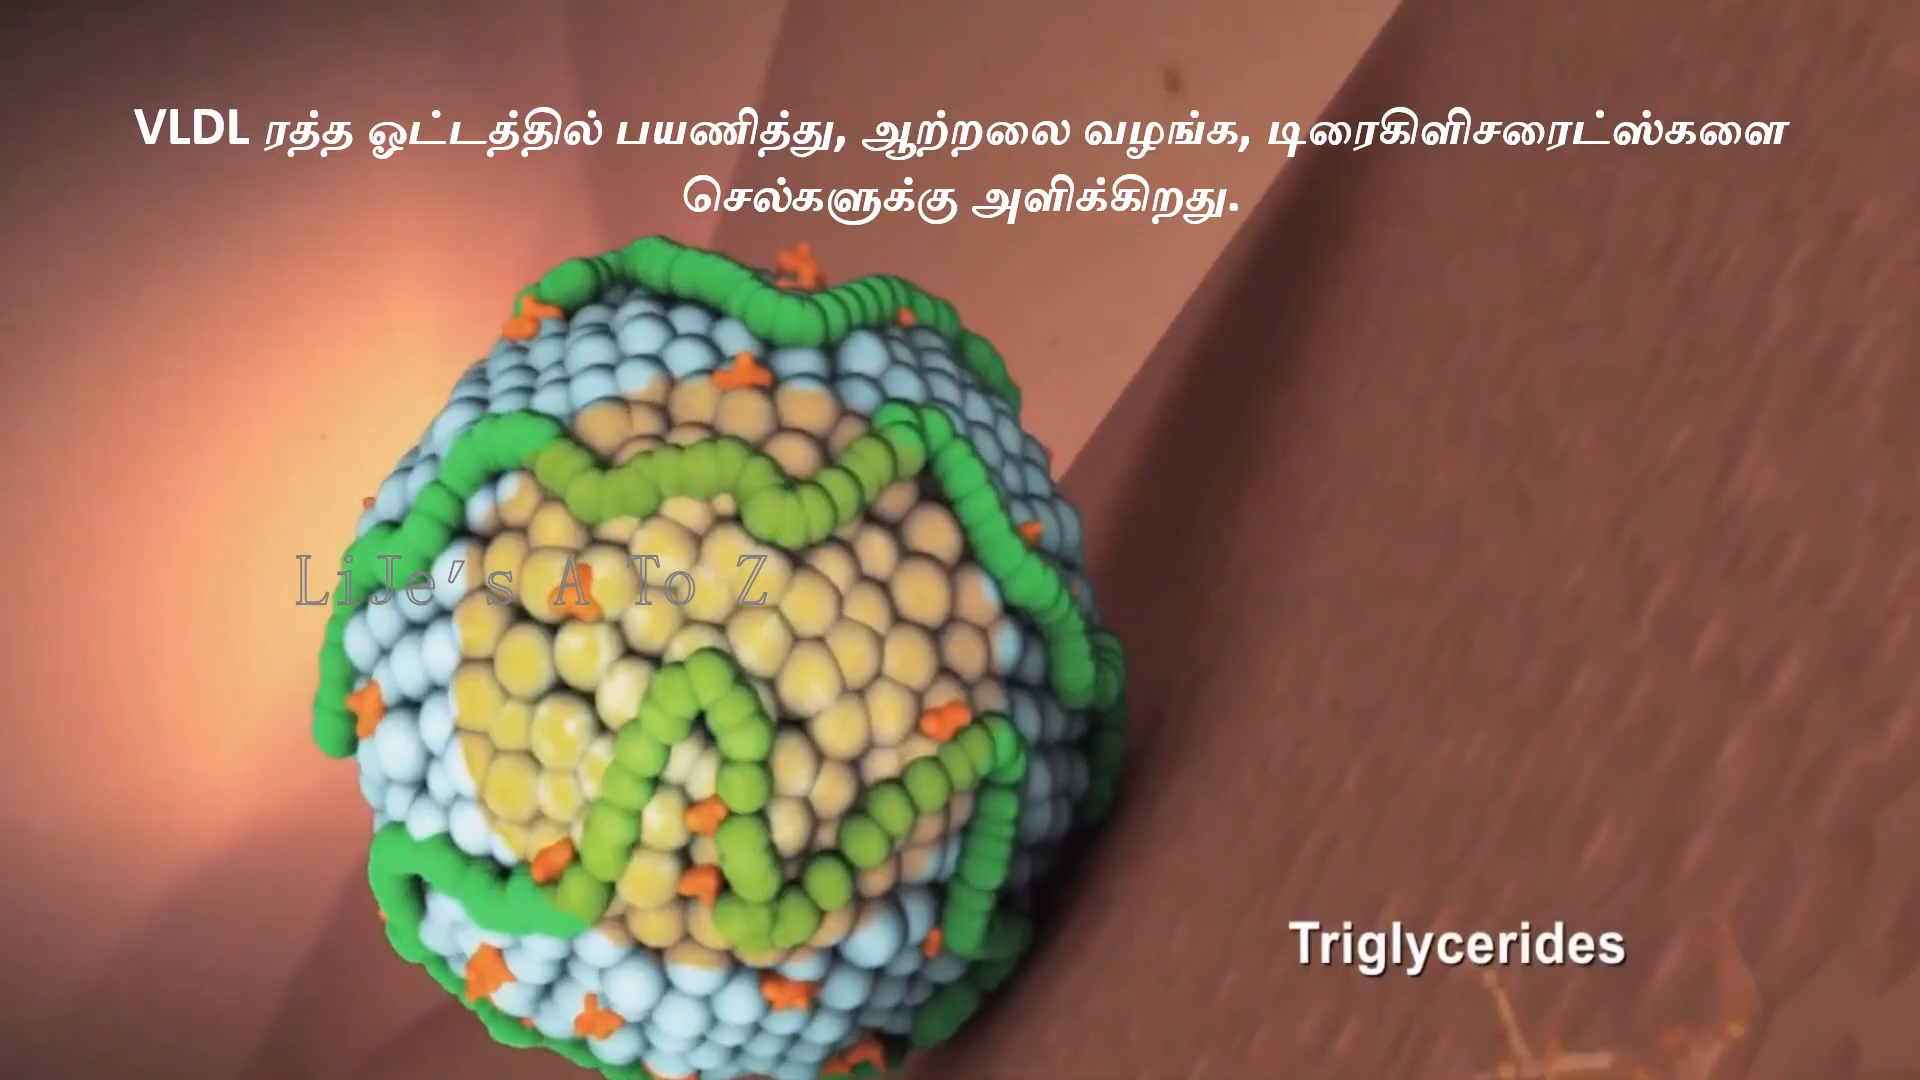 VLDL ரத்த ஓட்டத்தில் பயணித்து, ஆற்றலை வழங்க, டிரைகிளிசரைட்ஸ்களை
செல்களுக்கு அளிக்கிறது.
LiJe's A To Z
Triglycerides